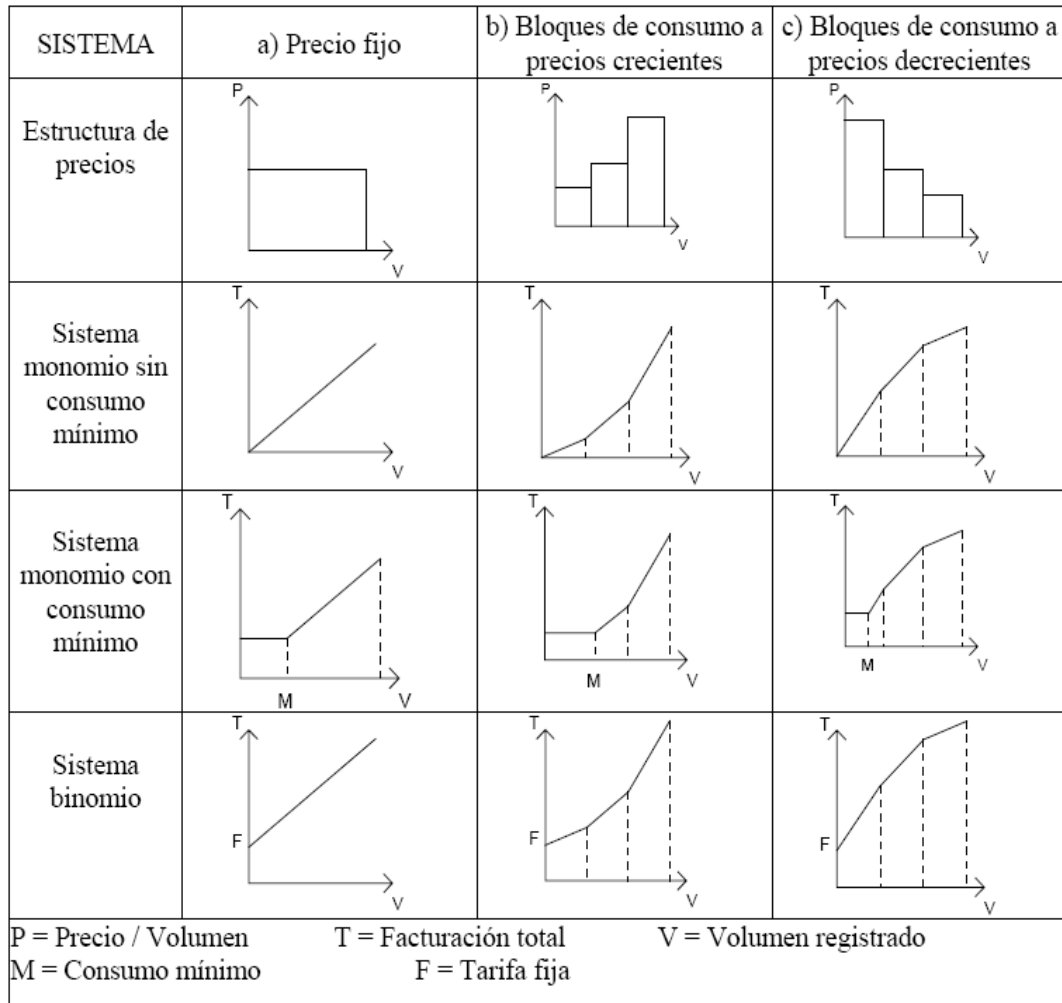 SISTEMA
a) Precio fijo
b) Bloques de consumo a
precios crecientes
c) Bloques de consumo a
precios decrecientes
Estructura de
precios
P
V
P
V
P
V
Sistema
monomio sin
consumo
mínimo
T
V
T
V
T
V
Sistema
monomio con
consumo
mínimo
T
M
V
T
M
V
T
M
V
Sistema
binomio
T
F
V
T
F
V
T
F
V
P = Precio / Volumen T = Facturación total V = Volumen registrado
M = Consumo mínimo F = Tarifa fija